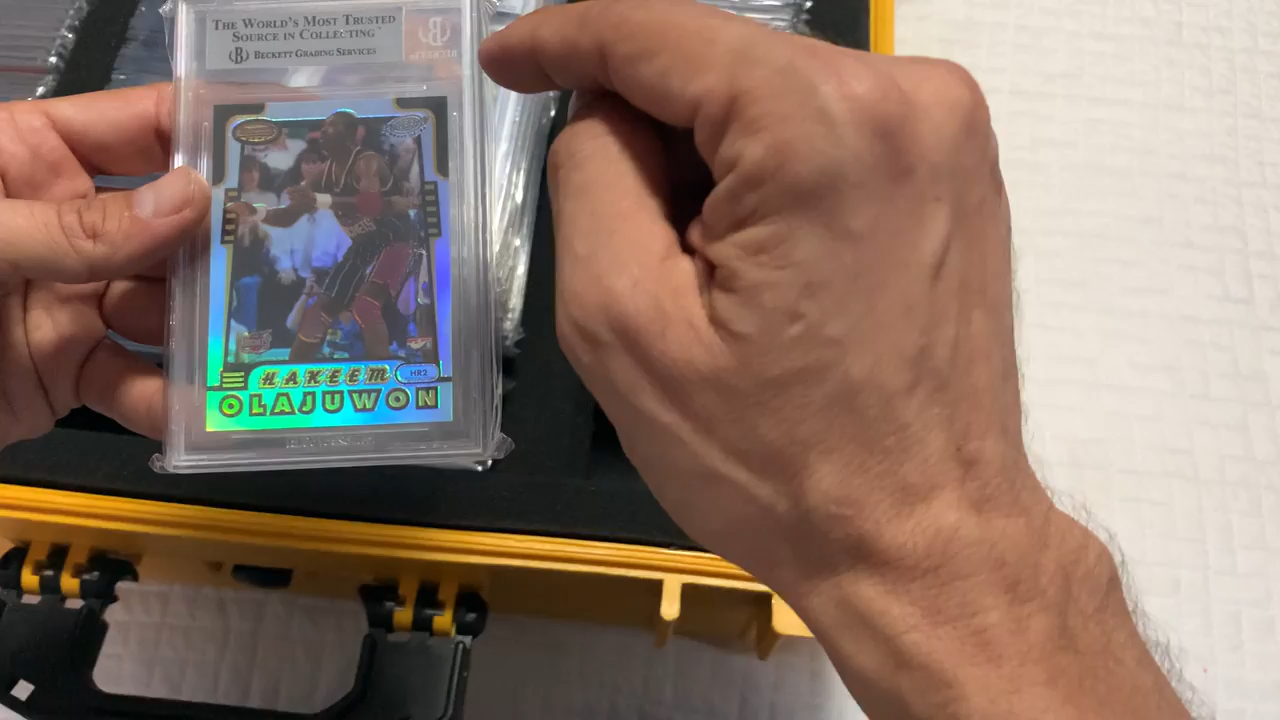 THE WORLD'S MOST TRUSTED
SOURCE IN COLLECTING
BECKETT GRADING SERVICES
HAKEEM
HR2
OLAJUWON